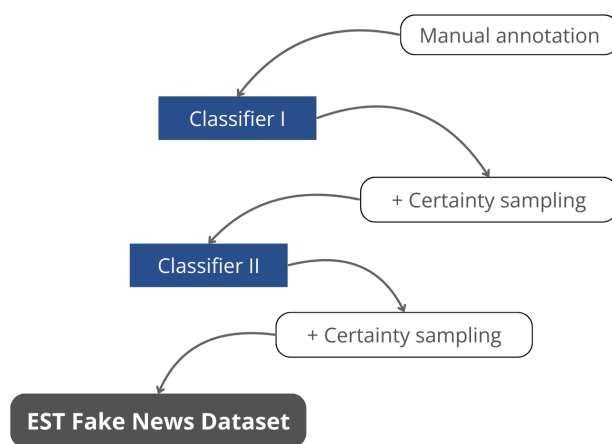 Manual annotation
Classifier I
+ Certainty sampling
Classifier II
+ Certainty sampling
EST Fake News Dataset